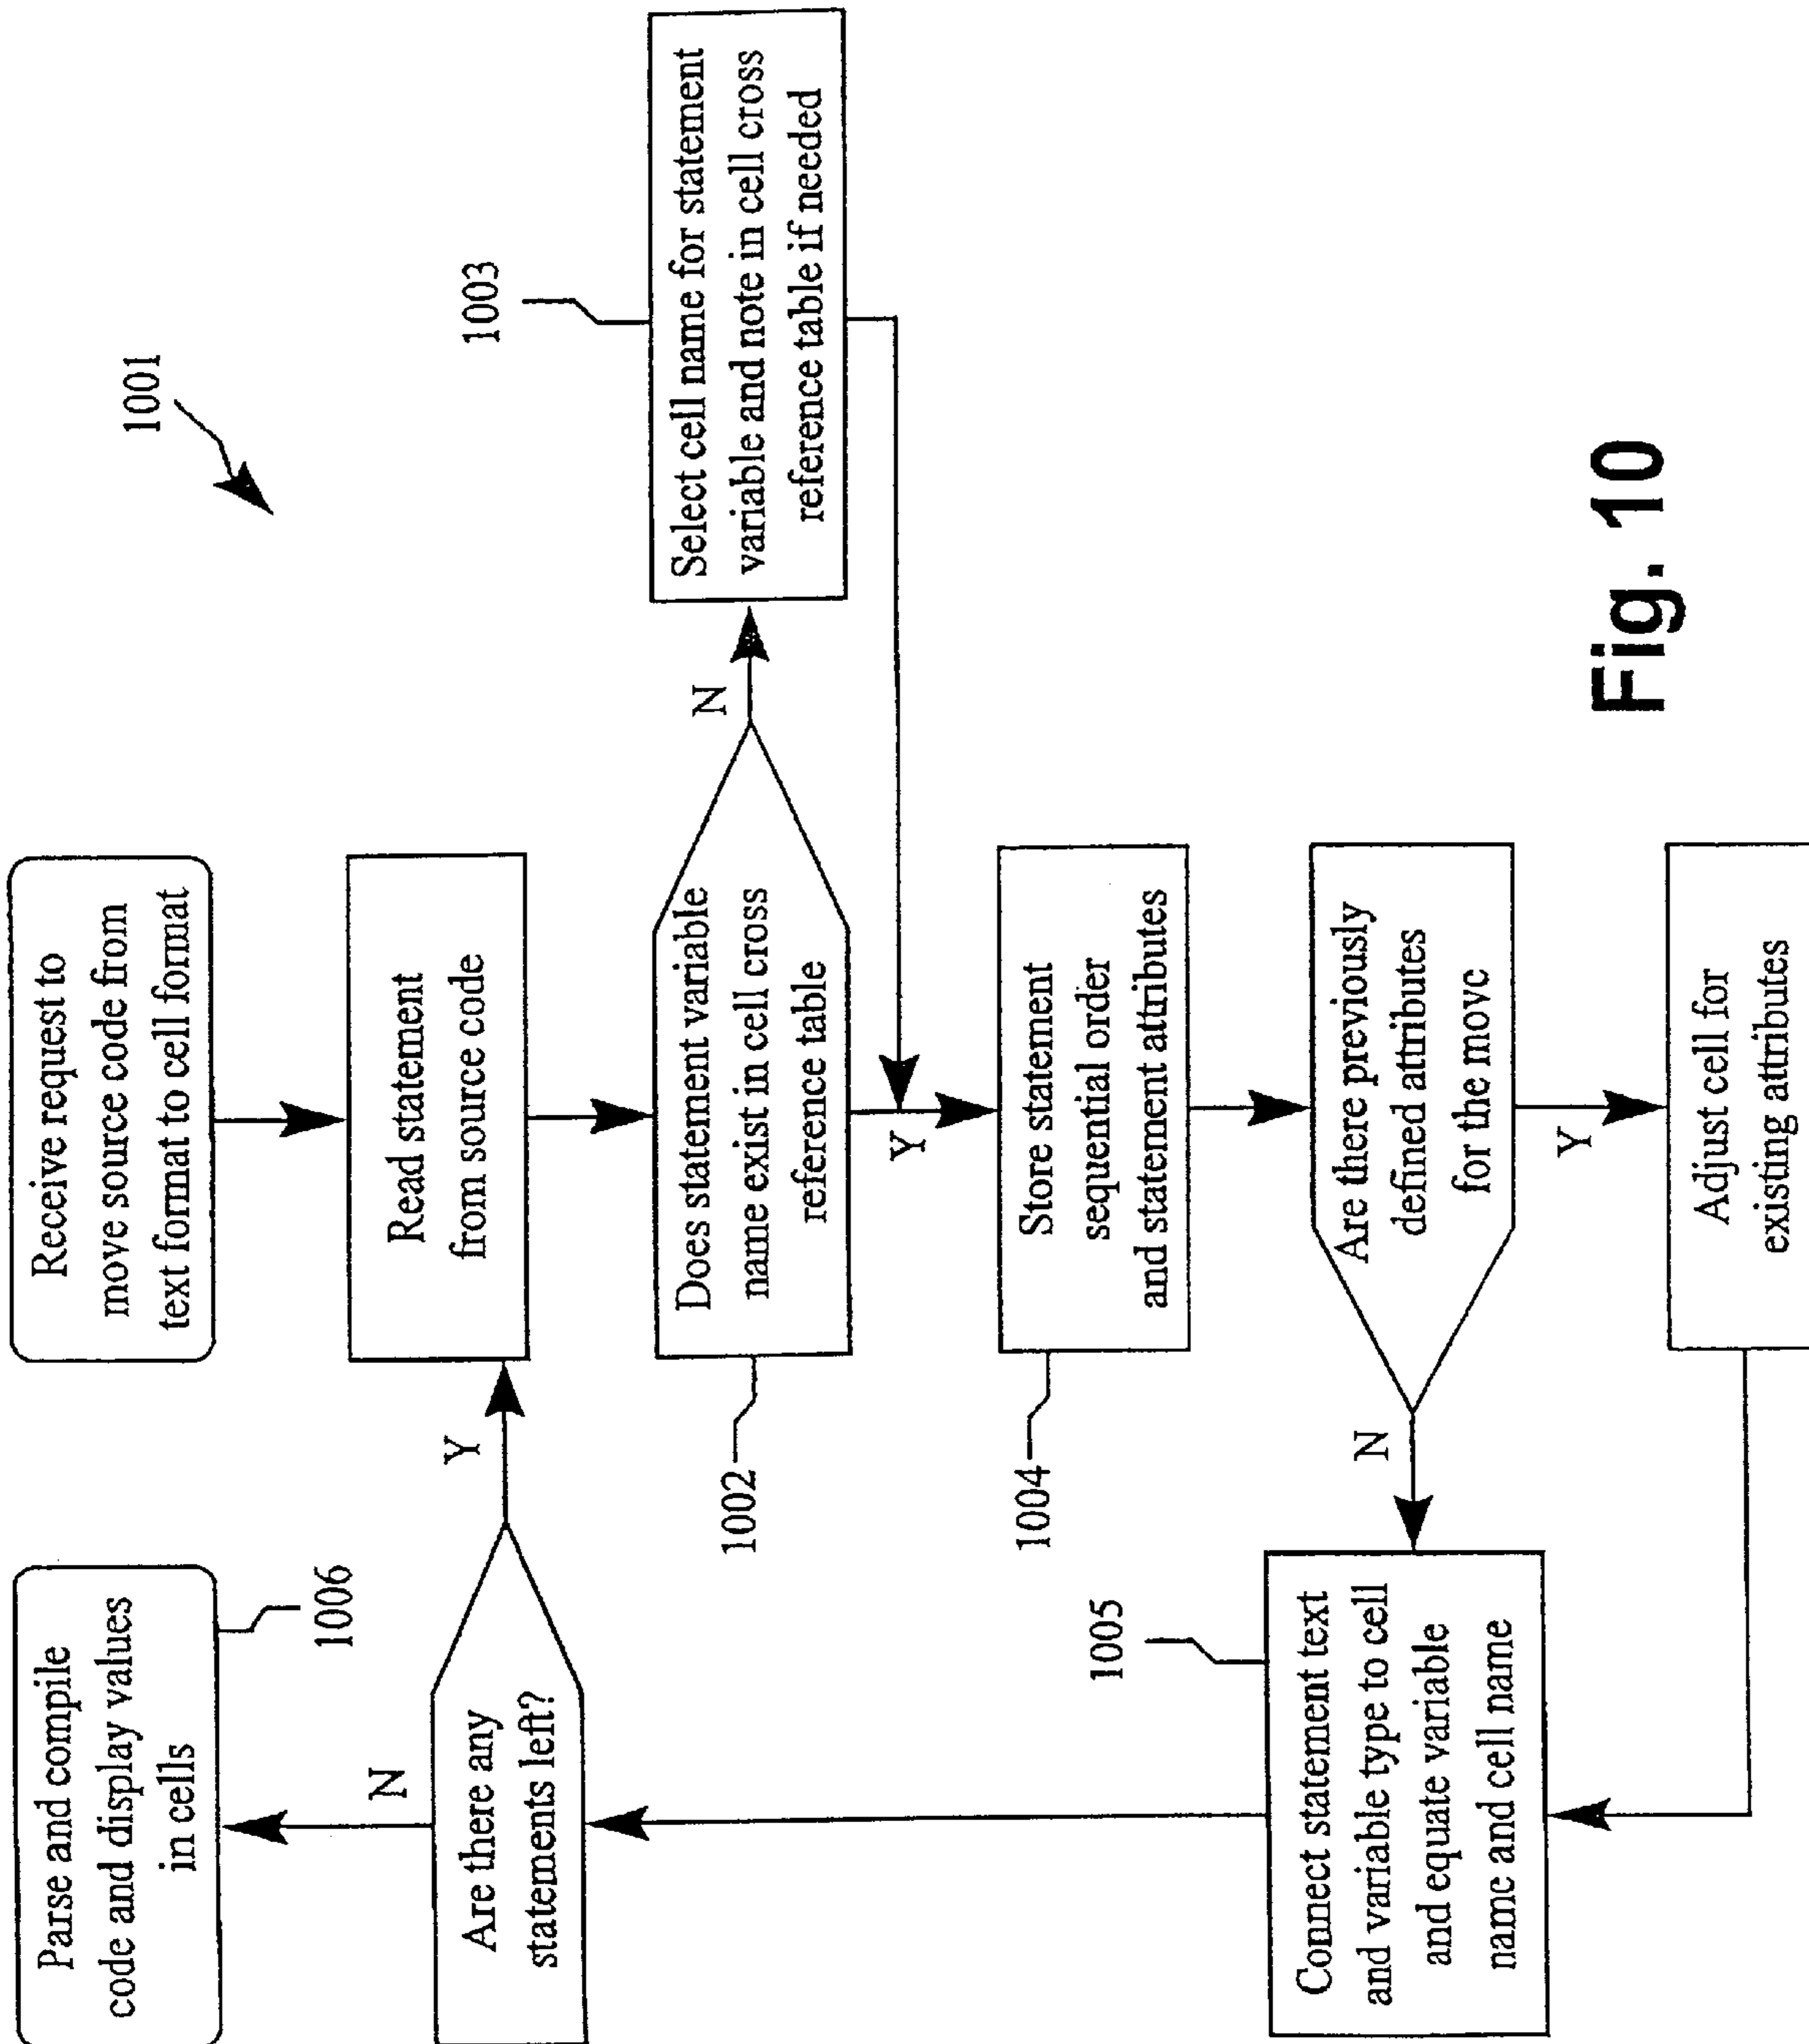 1001
Receive request to
move source code from
text format to cell format
Read statement
from source code
Does statement variable
name exist in cell cross
reference table
1002
N
Select cell name for statement
variable and note in cell cross
reference table if needed
1003
Y
Store statement
sequential order
and statement attributes
1004
Are there previously
defined attributes
for the move
Y
Adjust cell for
existing attributes
N
Connect statement text
and variable type to cell
and equate variable
name and cell name
1005
Are there any
statements left?
Y
N
Parse and compile
code and display values
in cells
1006
Fig. 10